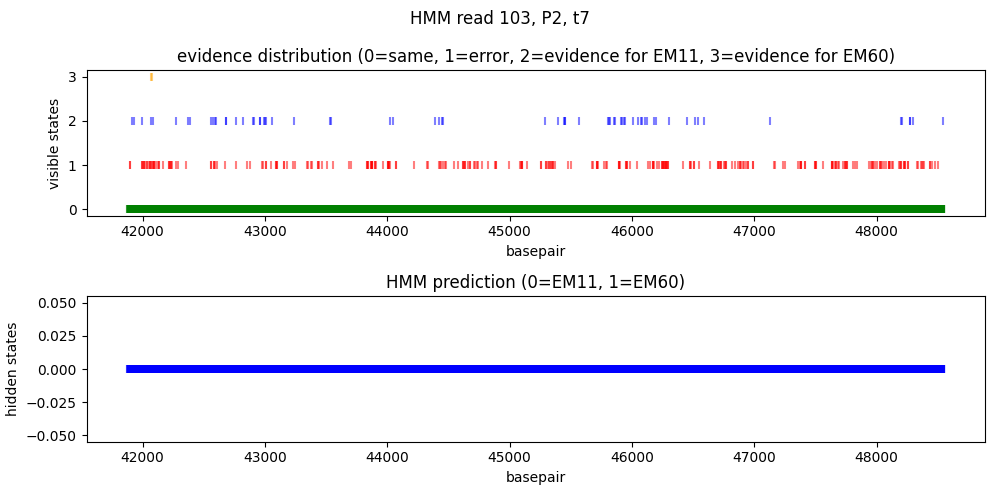 HMM read 103, P2, t7
evidence distribution (0=same, 1=error, 2=evidence for EM11, 3=evidence for EM60)
visible states
3
2
1
0
42000 43000 44000 45000 46000 47000 48000
basepair
HMM prediction (0=EM11, 1=EM60)
hidden states
0.050
0.025
0.000
−0.025
−0.050
42000 43000 44000 45000 46000 47000 48000
basepair